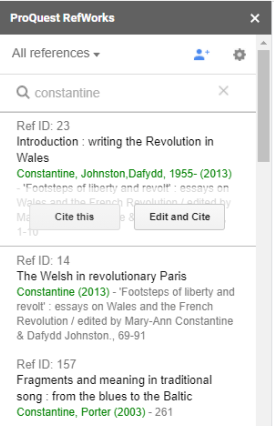 ProQuest RefWorks ×
All references
constantine ×
Ref ID: 23
Introduction : writing the Revolution in
Wales
Constantine, Johnston,Dafydd, 1955- (2013)
- 'Footsteps of liberty and revolt' : essays on
Wales and the French Revolution / edited by
Cite this
Edit and Cite
1-10
Ref ID: 14
The Welsh in revolutionary Paris
Constantine (2013) - 'Footsteps of liberty and
revolt' : essays on Wales and the French
Revolution / edited by Mary-Ann Constantine
& Dafydd Johnston., 69-91
Ref ID: 157
Fragments and meaning in traditional
song : from the blues to the Baltic
Constantine, Porter (2003) - 261